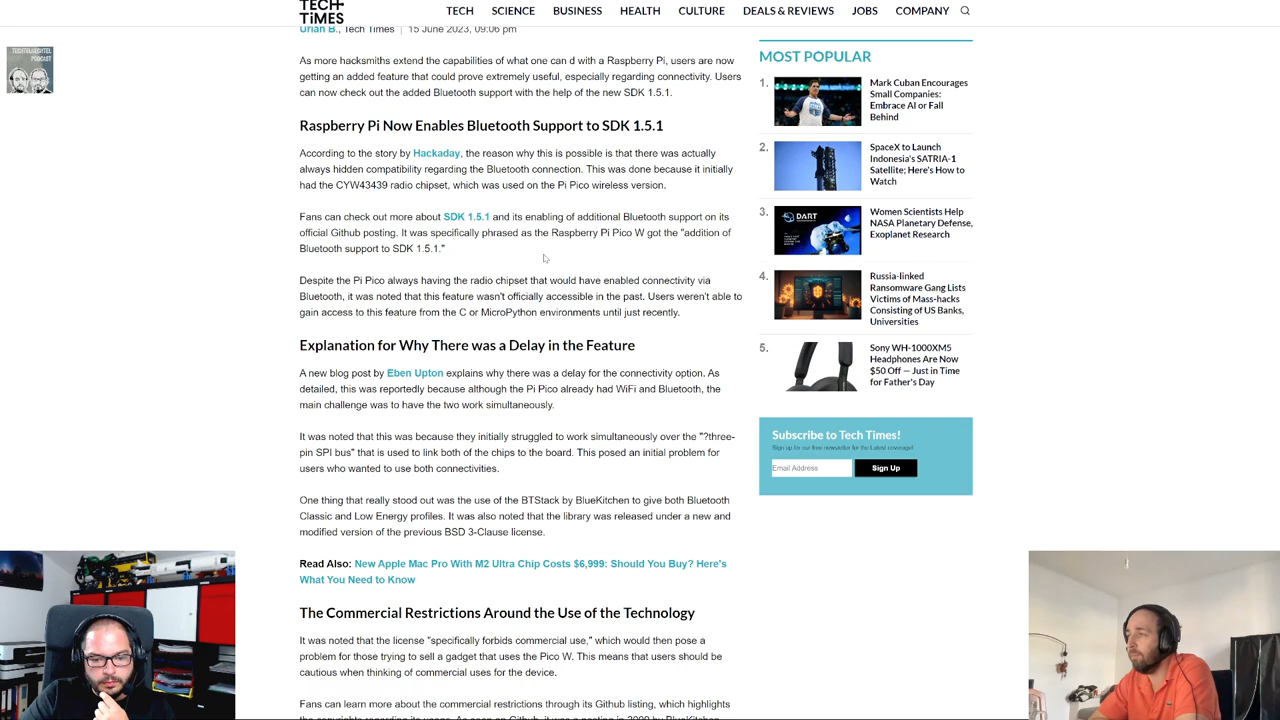 TECH
TIMES
TECH
SCIENCE
BUSINESS
HEALTH
CULTURE
DEALS & REVIEWS
JOBS
COMPANY
TECHTELMECHTEL
PODCAST
Urian B., Tech Times | 15 June 2023, 09:06 pm
As more hacksmiths extend the capabilities of what one can d with a Raspberry Pi, users are now
getting an added feature that could prove extremely useful, especially regarding connectivity. Users
can now check out the added Bluetooth support with the help of the new SDK 1.5.1.
Raspberry Pi Now Enables Bluetooth Support to SDK 1.5.1
According to the story by Hackaday, the reason why this is possible is that there was actually
always hidden compatibility regarding the Bluetooth connection. This was done because it initially
had the CYW43439 radio chipset, which was used on the Pi Pico wireless version.
Fans can check out more about SDK 1.5.1 and its enabling of additional Bluetooth support on its
official Github posting. It was specifically phrased as the Raspberry Pi Pico W got the "addition of
Bluetooth support to SDK 1.5.1."
Despite the Pi Pico always having the radio chipset that would have enabled connectivity via
Bluetooth, it was noted that this feature wasn't officially accessible in the past. Users weren't able to
gain access to this feature from the C or MicroPython environments until just recently.
Explanation for Why There was a Delay in the Feature
A new blog post by Eben Upton explains why there was a delay for the connectivity option. As
detailed, this was reportedly because although the Pi Pico already had WiFi and Bluetooth, the
main challenge was to have the two work simultaneously.
It was noted that this was because they initially struggled to work simultaneously over the "?three-
pin SPI bus" that is used to link both of the chips to the board. This posed an initial problem for
users who wanted to use both connectivities.
One thing that really stood out was the use of the BTStack by BlueKitchen to give both Bluetooth
Classic and Low Energy profiles. It was also noted that the library was released under a new and
modified version of the previous BSD 3-Clause license.
Read Also: New Apple Mac Pro With M2 Ultra Chip Costs $6,999: Should You Buy? Here's
What You Need to Know
The Commercial Restrictions Around the Use of the Technology
It was noted that the license "specifically forbids commercial use," which would then pose a
problem for those trying to sell a gadget that uses the Pico W. This means that users should be
cautious when thinking of commercial uses for the device.
Fans can learn more about the commercial restrictions through its Github listing, which highlights
the copyrights regarding its usage. As seen on Github, it was a posting in 2009 by BlueKitchen
MOST POPULAR
1.
Mark Cuban Encourages
Small Companies:
Embrace AI or Fall
Behind
2.
SpaceX to Launch
Indonesia's SATRIA-1
Satellite; Here's How to
Watch
3.
DART
Women Scientists Help
NASA Planetary Defense,
Exoplanet Research
4.
Russia-linked
Ransomware Gang Lists
Victims of Mass-hacks
Consisting of US Banks,
Universities
5.
Sony WH-1000XM5
Headphones Are Now
$50 Off — Just in Time
for Father's Day
Subscribe to Tech Times!
Sign up for our free newsletter for the Latest coverage!
Email Address
Sign Up